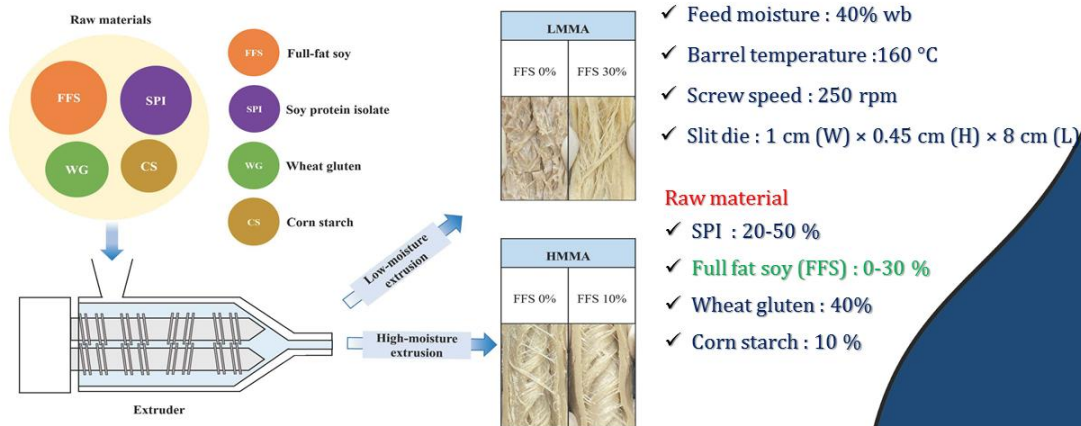 Raw materials
FFS
SPI
WG
CS
FFS
Full-fat soy
SPI
Soy protein isolate
WG
Wheat gluten
CS
Corn starch
Extruder
Low-moisture
extrusion
High-moisture
extrusion
LMMA
FFS 0%
FFS 30%
HMMA
FFS 0%
FFS 10%
✓ Feed moisture : 40% wb
✓ Barrel temperature :160 °C
✓ Screw speed : 250 rpm
✓ Slit die : 1 cm (W) × 0.45 cm (H) × 8 cm (L)
Raw material
✓ SPI : 20-50 %
✓ Full fat soy (FFS) : 0-30 %
✓ Wheat gluten : 40%
✓ Corn starch : 10 %